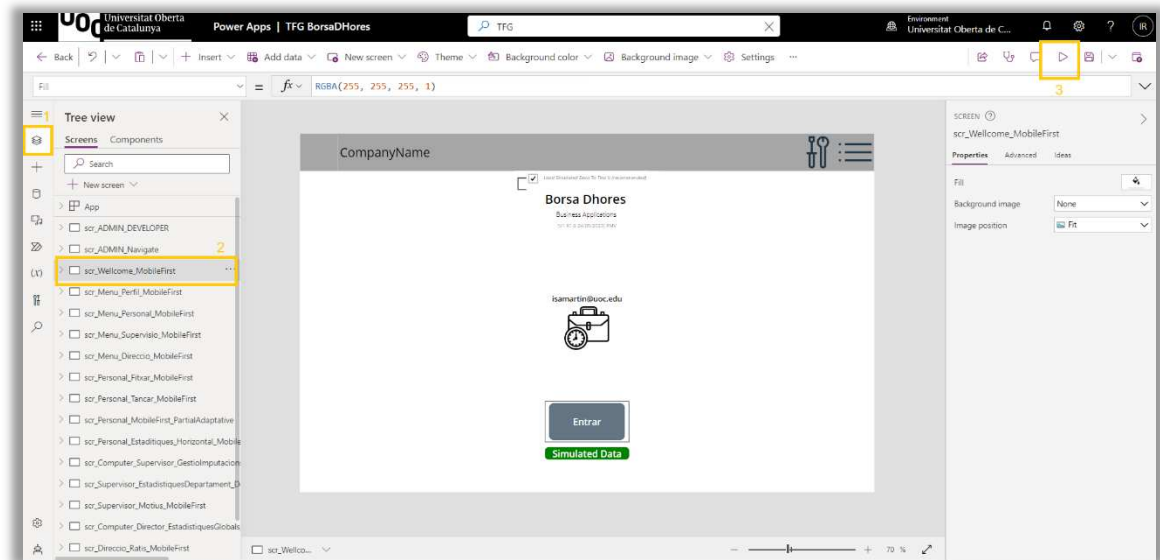 UOC Universitat Oberta de Catalunya
Power Apps | TFG BorsaDHores
TFG
Environment
Universitat Oberta de C...
?
IR
Back
Insert
Add data
New screen
Theme
Background color
Background image
Settings
...
Fill
=
fx
RGBA(255, 255, 255, 1)
1
2
3
Tree view
Screens
Components
Search
New screen
App
scr_ADMIN_DEVELOPER
scr_ADMIN_Navigate
scr_Wellcome_MobileFirst
...
scr_Menu_Perfil_MobileFirst
scr_Menu_Personal_MobileFirst
scr_Menu_Supervisio_MobileFirst
scr_Menu_Direccio_MobileFirst
scr_Personal_Fitxar_MobileFirst
scr_Personal_Tancar_MobileFirst
scr_Personal_MobileFirst_PartialAdaptative
scr_Personal_Estaditiques_Horizontal_Mobile
scr_Computer_Supervisor_GestioImputacion
scr_Supervisor_EstadistiquesDepartament_D
scr_Supervisor_Motius_MobileFirst
scr_Computer_Director_EstadistiquesGlobals
scr_Direccio_Ratis_MobileFirst
CompanyName
Borsa Dhores
Business Applications
isamartin@uoc.edu
Entrar
Simulated Data
scr_Wellco...
70 %
SCREEN
scr_Wellcome_MobileFirst
Properties
Advanced
Ideas
Fill
Background image
None
Image position
Fit